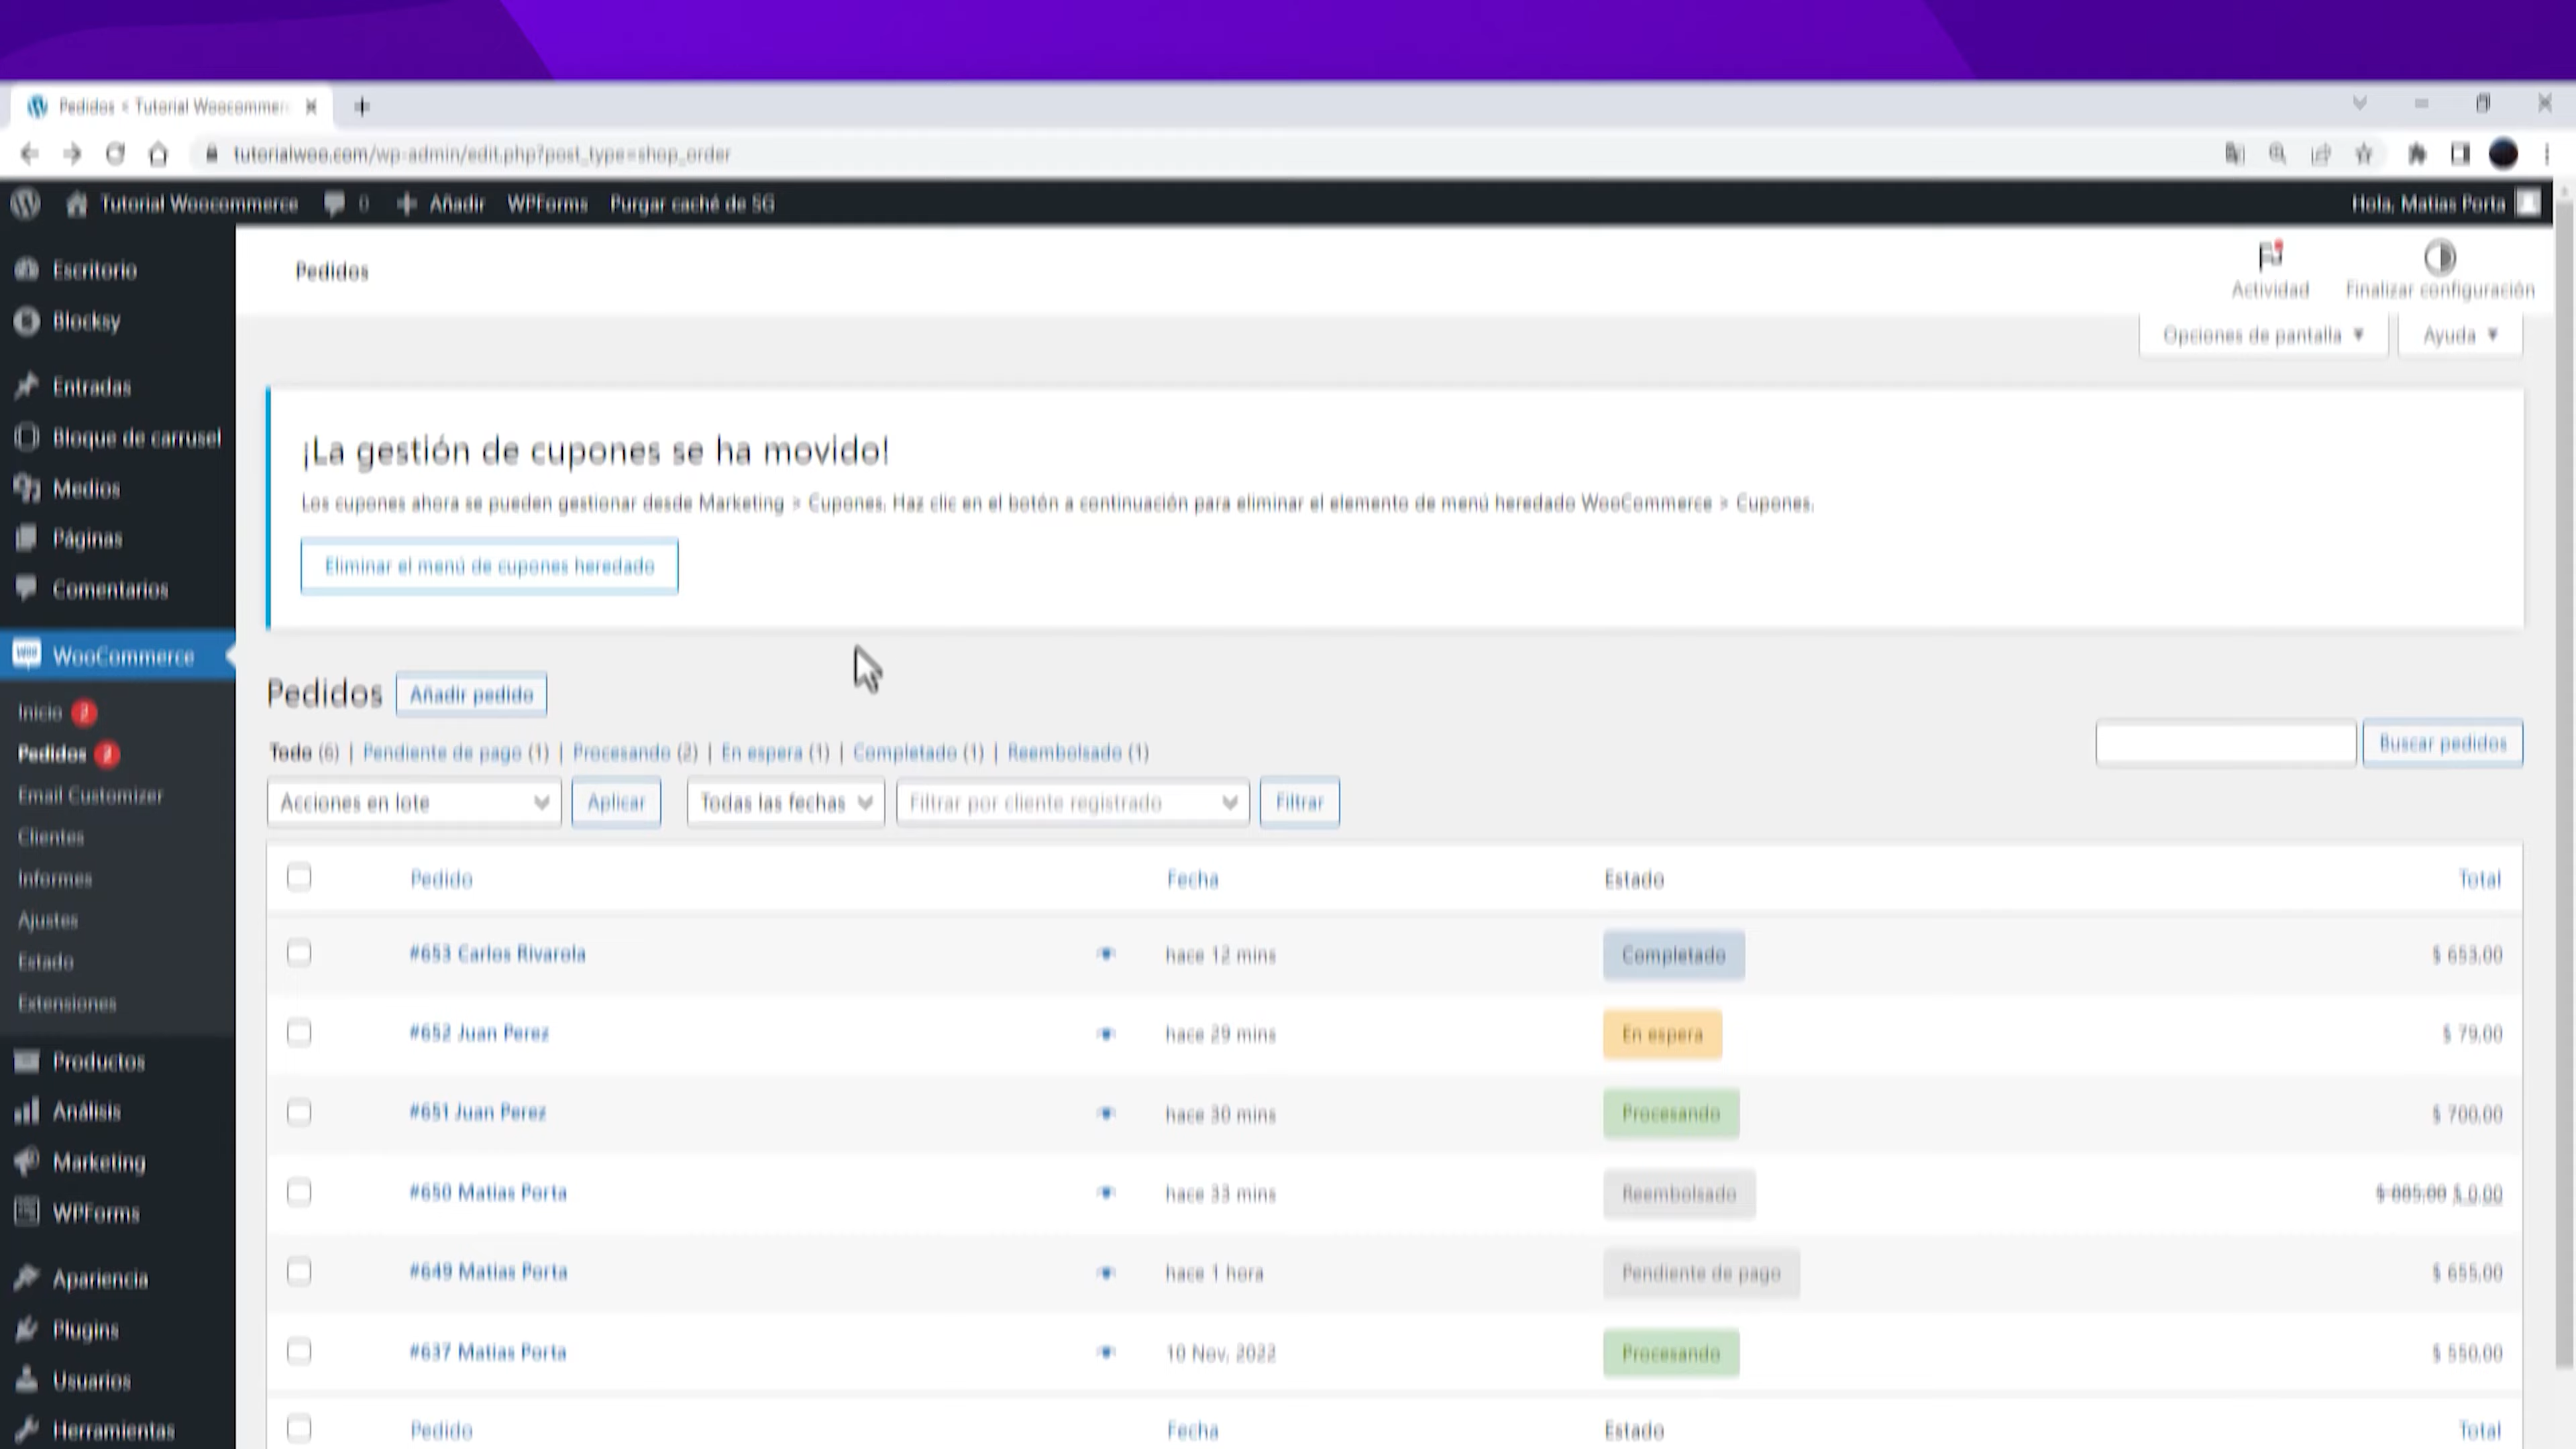 Pedidos < Tutorial Woocommer
tutorialwoo.com/wp-admin/edit.php?post_type=shop_order
Tutorial Woocommerce 0 Añadir WPForms Purgar caché de SG Hola, Matias Porta
Escritorio
Blocksy
Entradas
Bloque de carrusel
Medios
Páginas
Comentarios
WooCommerce
Inicio
Pedidos
Email Customizer
Clientes
Informes
Ajustes
Estado
Extensiones
Productos
Análisis
Marketing
WPForms
Apariencia
Plugins
Usuarios
Herramientas
Pedidos
Actividad
Finalizar configuración
Opciones de pantalla
Ayuda
¡La gestión de cupones se ha movido!
Los cupones ahora se pueden gestionar desde Marketing > Cupones. Haz clic en el botón a continuación para eliminar el elemento de menú heredado WooCommerce > Cupones.
Eliminar el menú de cupones heredado
Pedidos Añadir pedido
Todo (6) | Pendiente de pago (1) | Procesando (2) | En espera (1) | Completado (1) | Reembolsado (1)
Buscar pedidos
Acciones en lote Aplicar Todas las fechas Filtrar por cliente registrado Filtrar
Pedido Fecha Estado Total
#653 Carlos Rivarola hace 12 mins Completado $ 653,00
#652 Juan Perez hace 29 mins En espera $ 79,00
#651 Juan Perez hace 30 mins Procesando $ 700,00
#650 Matias Porta hace 33 mins Reembolsado $ 0,00
#649 Matias Porta hace 1 hora Pendiente de pago $ 655,00
#637 Matias Porta 10 Nov, 2022 Procesando $ 550,00
Pedido Fecha Estado Total